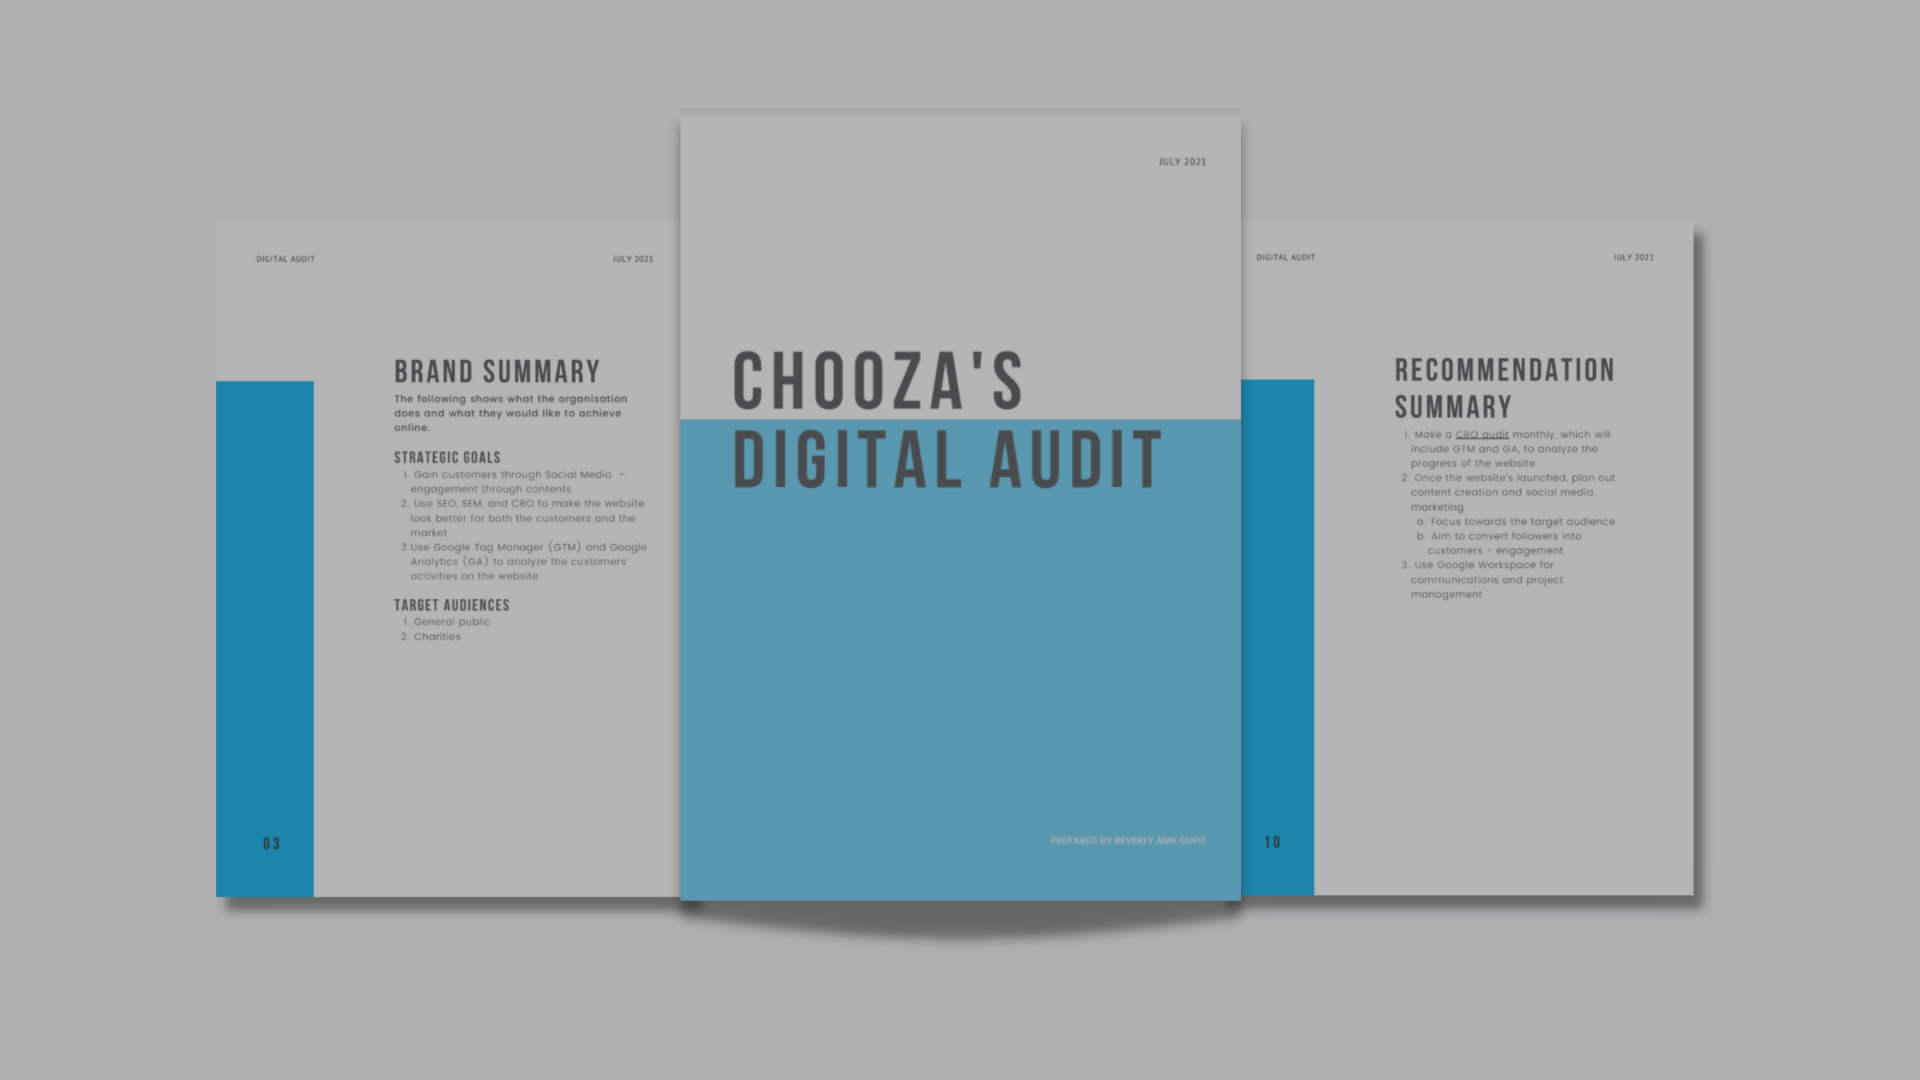 DIGITAL AUDIT
JULY 2021
BRAND SUMMARY
The following shows what the organisation
does and what they would like to achieve
online.
STRATEGIC GOALS
1. Gain customers through Social Media -
engagement through contents
2. Use SEO, SEM, and CRO to make the website
look better for both the customers and the
market
3.Use Google Tag Manager (GTM) and Google
Analytics (GA) to analyze the customers'
activities on the website
TARGET AUDIENCES
1. General public
2. Charities
03
JULY 2021
CHOOZA'S
DIGITAL AUDIT
PREPARED BY BEVERLY ANN GUPIT
DIGITAL AUDIT
JULY 2021
RECOMMENDATION
SUMMARY
1. Make a CRO audit monthly, which will
include GTM and GA, to analyze the
progress of the website
2. Once the website's launched, plan out
content creation and social media
marketing
a. Focus towards the target audience
b. Aim to convert followers into
customers - engagement
3. Use Google Workspace for
communications and project
management
10